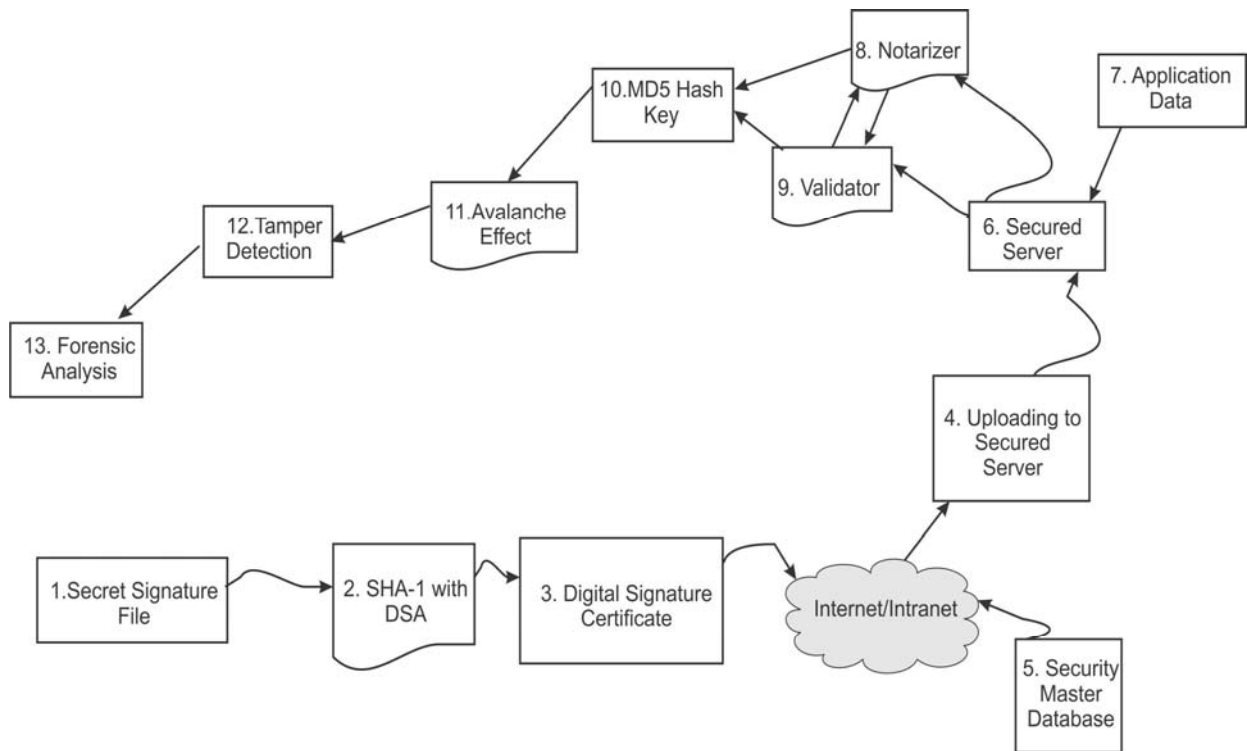 1.Secret Signature
File
2. SHA-1 with
DSA
3. Digital Signature
Certificate
Internet/Intranet
4. Uploading to
Secured
Server
5. Security
Master
Database
6. Secured
Server
7. Application
Data
8. Notarizer
9. Validator
10.MD5 Hash
Key
11.Avalanche
Effect
12.Tamper
Detection
13. Forensic
Analysis